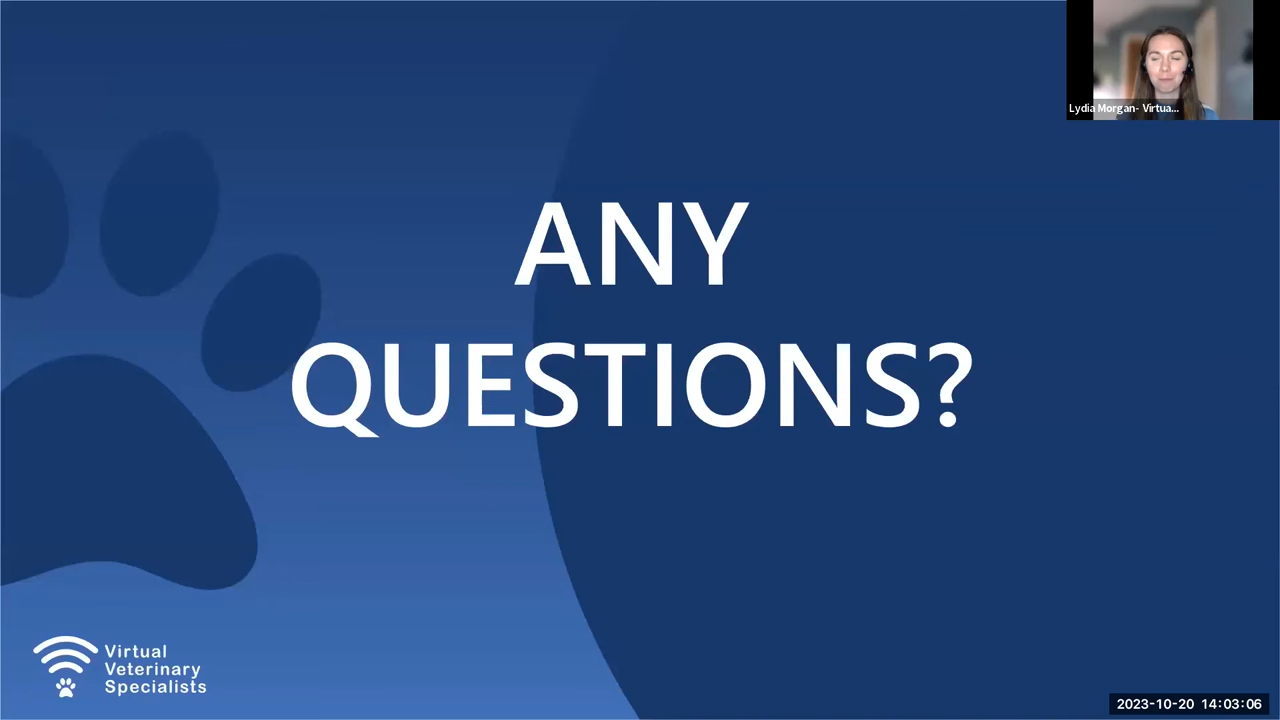 Lydia Morgan- Virtua...
ANY
QUESTIONS?
Virtual
Veterinary
Specialists
2023-10-20 14:03:06